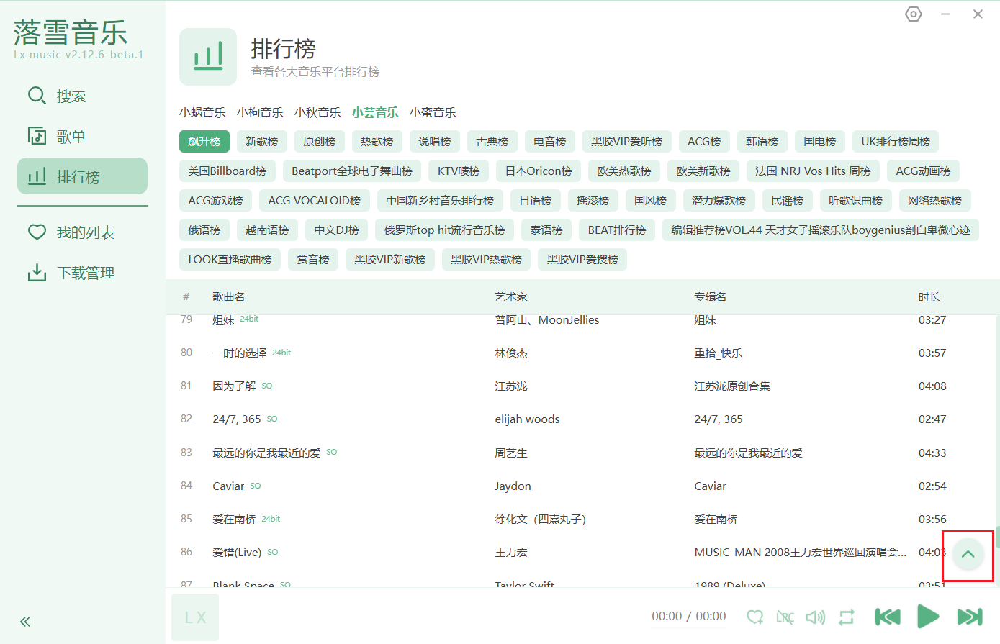 落雪音乐
Lx music v2.12.6-beta.1
搜索
歌单
排行榜
我的列表
下载管理
排行榜
查看各大音乐平台排行榜
小蜗音乐 小枸音乐 小秋音乐 小芸音乐 小蜜音乐
飙升榜 新歌榜 原创榜 热歌榜 说唱榜 古典榜 电音榜 黑胶VIP爱听榜 ACG榜 韩语榜 国电榜 UK排行榜周榜
美国Billboard榜 Beatport全球电子舞曲榜 KTV唛榜 日本Oricon榜 欧美热歌榜 欧美新歌榜 法国 NRJ Vos Hits 周榜 ACG动画榜
ACG游戏榜 ACG VOCALOID榜 中国新乡村音乐排行榜 日语榜 摇滚榜 国风榜 潜力爆款榜 民谣榜 听歌识曲榜 网络热歌榜
俄语榜 越南语榜 中文DJ榜 俄罗斯top hit流行音乐榜 泰语榜 BEAT排行榜 编辑推荐榜VOL.44 天才女子摇滚乐队boygenius剖白卑微心迹
LOOK直播歌曲榜 赏音榜 黑胶VIP新歌榜 黑胶VIP热歌榜 黑胶VIP爱搜榜
# 歌曲名 艺术家 专辑名 时长
79 姐妹 24bit 普阿山、MoonJellies 姐妹 03:27
80 一时的选择 24bit 林俊杰 重拾_快乐 03:57
81 因为了解 SQ 汪苏泷 汪苏泷原创合集 04:08
82 24/7, 365 SQ elijah woods 24/7, 365 02:47
83 最远的你是我最近的爱 SQ 周艺生 最远的你是我最近的爱 04:33
84 Caviar SQ Jaydon Caviar 02:54
85 爱在南桥 24bit 徐化文（四熹丸子） 爱在南桥 03:56
86 爱错(Live) SQ 王力宏 MUSIC-MAN 2008王力宏世界巡回演唱会... 04:03
87 Blank Space SQ Taylor Swift 1989 (Deluxe) 03:51
LX
00:00 / 00:00
LRC